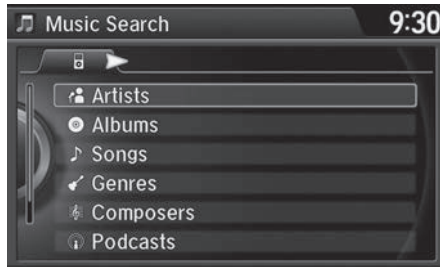 Music Search
9:30
Artists
Albums
Songs
Genres
Composers
Podcasts